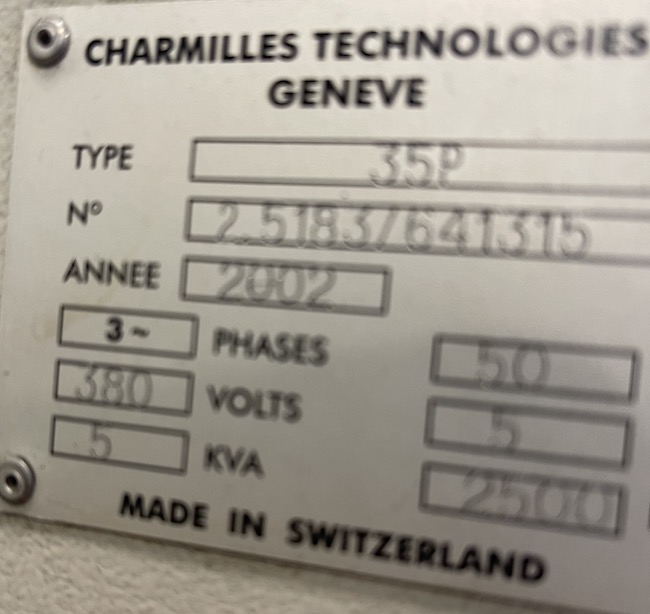 CHARMILLES TECHNOLOGIES
GENEVE
TYPE 35P
N° 2.5183/641315
ANNEE 2002
3~ PHASES 50
380 VOLTS 5
5 KVA 2500
MADE IN SWITZERLAND